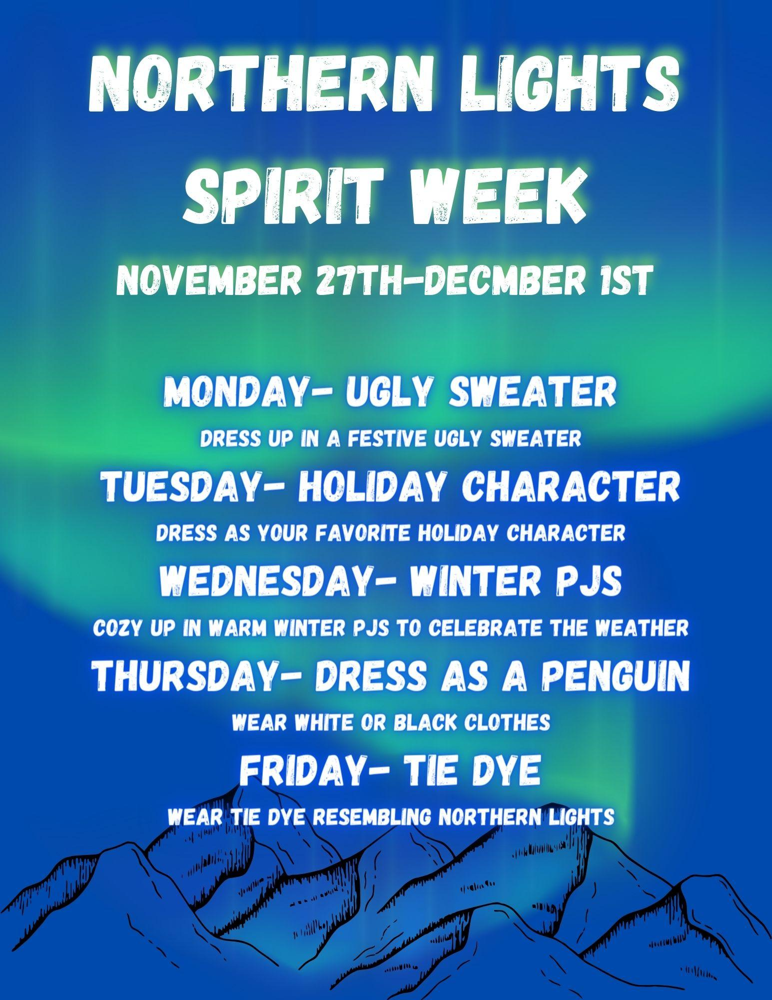 NORTHERN LIGHTS
SPIRIT WEEK
NOVEMBER 27TH-DECMBER 1ST
MONDAY- UGLY SWEATER
DRESS UP IN A FESTIVE UGLY SWEATER
TUESDAY- HOLIDAY CHARACTER
DRESS AS YOUR FAVORITE HOLIDAY CHARACTER
WEDNESDAY- WINTER PJS
COZY UP IN WARM WINTER PJS TO CELEBRATE THE WEATHER
THURSDAY- DRESS AS A PENGUIN
WEAR WHITE OR BLACK CLOTHES
FRIDAY- TIE DYE
WEAR TIE DYE RESEMBLING NORTHERN LIGHTS